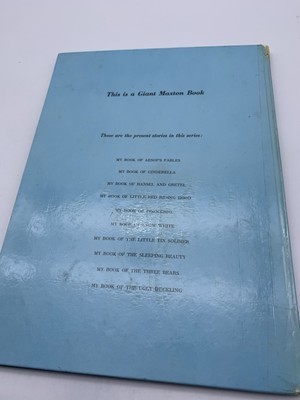 This is a Giant Maxton Book
These are the present stories in this series:
MY BOOK OF AESOP'S FABLES
MY BOOK OF CINDERELLA
MY BOOK OF HANSEL AND GRETEL
MY BOOK OF LITTLE RED RIDING HOOD
MY BOOK OF PINOCCHIO
MY BOOK OF SNOW WHITE
MY BOOK OF THE LITTLE TIN SOLDIER
MY BOOK OF THE SLEEPING BEAUTY
MY BOOK OF THE THREE BEARS
MY BOOK OF THE UGLY DUCKLING